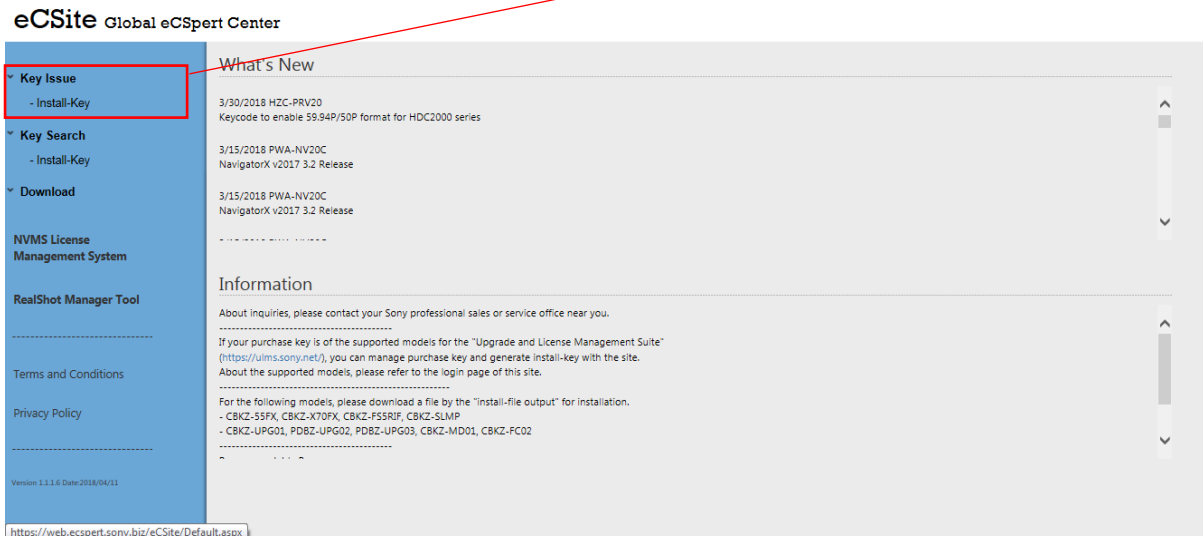 eCSite Global eCSpert Center
Key Issue
- Install-Key
Key Search
- Install-Key
Download
NVMS License
Management System
RealShot Manager Tool
-------------------------------
Terms and Conditions
Privacy Policy
-------------------------------
Version 1.1.1.6 Date:2018/04/11
https://web.ecspert.sony.biz/eCSite/Default.aspx
What's New
3/30/2018 HZC-PRV20
Keycode to enable 59.94P/50P format for HDC2000 series
3/15/2018 PWA-NV20C
NavigatorX v2017 3.2 Release
3/15/2018 PWA-NV20C
NavigatorX v2017 3.2 Release
Information
About inquiries, please contact your Sony professional sales or service office near you.
------------------------------------------
If your purchase key is of the supported models for the "Upgrade and License Management Suite"
(https://ulms.sony.net/), you can manage purchase key and generate install-key with the site.
About the supported models, please refer to the login page of this site.
--------------------------------------------------------
For the following models, please download a file by the "install-file output" for installation.
- CBKZ-55FX, CBKZ-X70FX, CBKZ-FS5RIF, CBKZ-SLMP
- CBKZ-UPG01, PDBZ-UPG02, PDBZ-UPG03, CBKZ-MD01, CBKZ-FC02
------------------------------------------